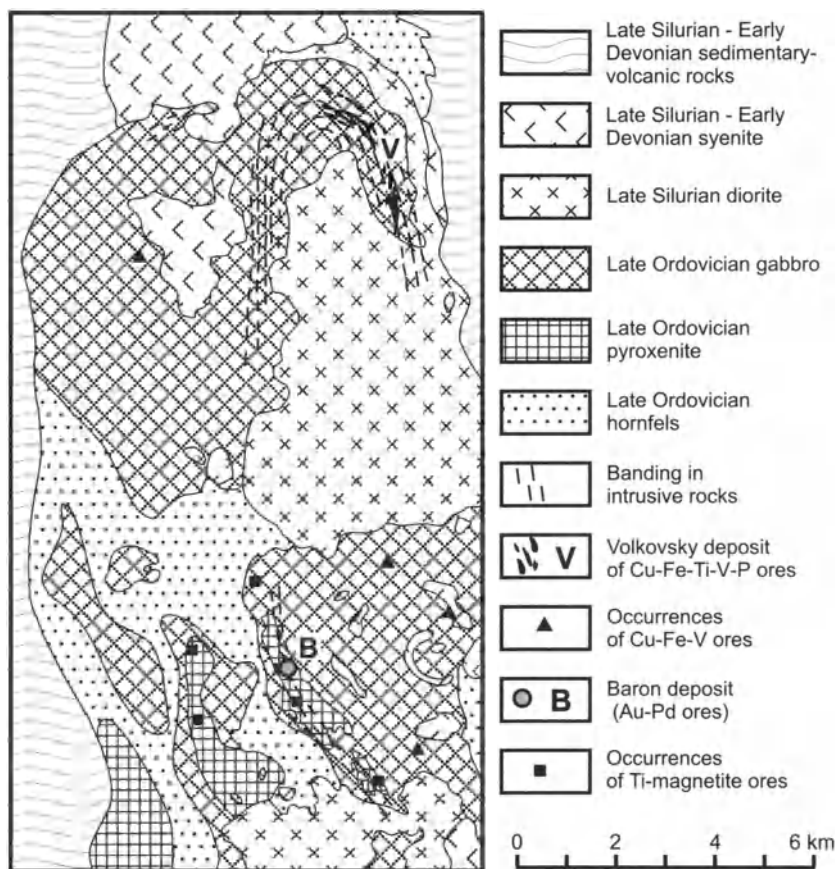 V
B
Late Silurian - Early
Devonian sedimentary-
volcanic rocks
Late Silurian - Early
Devonian syenite
Late Silurian diorite
Late Ordovician gabbro
Late Ordovician
pyroxenite
Late Ordovician
hornfels
Banding in
intrusive rocks
V
Volkovsky deposit
of Cu-Fe-Ti-V-P ores
Occurrences
of Cu-Fe-V ores
B
Baron deposit
(Au-Pd ores)
Occurrences
of Ti-magnetite ores
0 2 4 6 km